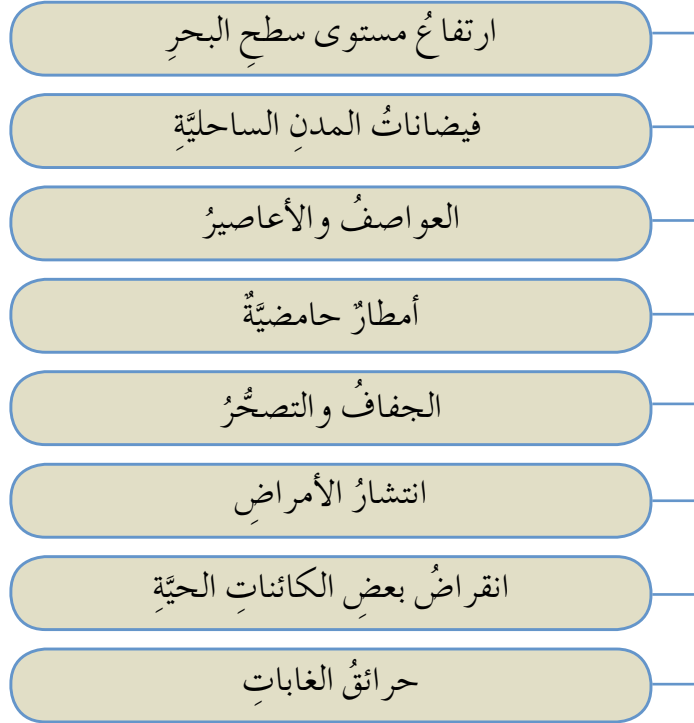 ارتفاعُ مستوى سطحِ البحرِ
فيضاناتُ المدنِ الساحليَّةِ
العواصفُ والأعاصيرُ
أمطارٌ حامضيَّةٌ
الجفافُ والتصحُّرُ
انتشارُ الأمراضِ
انقراضُ بعضِ الكائناتِ الحيَّةِ
حرائقُ الغاباتِ